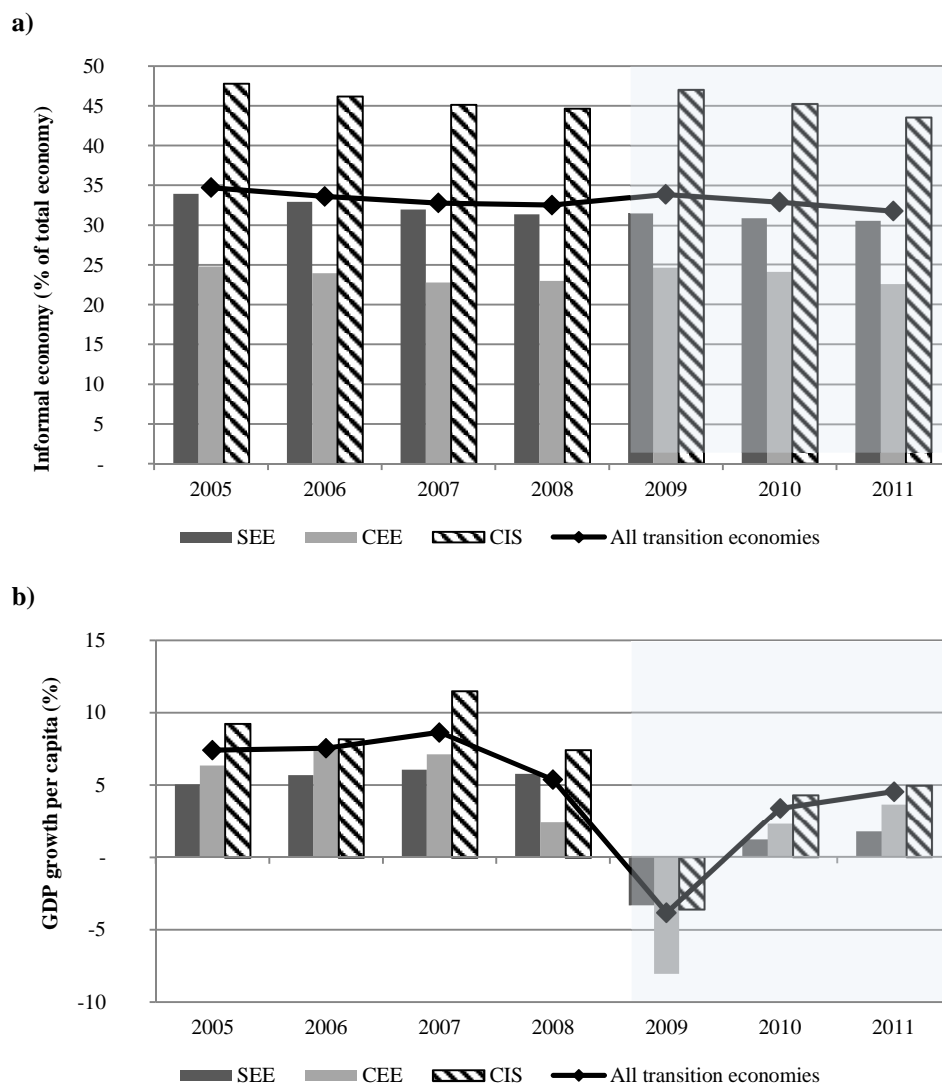 a)
Informal economy (% of total economy)
50
45
40
35
30
25
20
15
10
5
-
2005 2006 2007 2008 2009 2010 2011
SEE CEE CIS All transition economies
b)
GDP growth per capita (%)
15
10
5
-
-5
-10
2005 2006 2007 2008 2009 2010 2011
SEE CEE CIS All transition economies